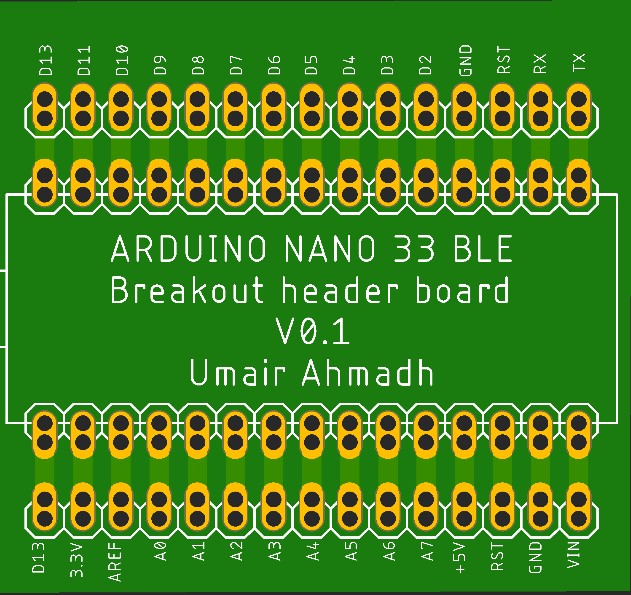 D13 D11 D10 D9 D8 D7 D6 D5 D4 D3 D2 GND RST RX TX
ARDUINO NANO 33 BLE
Breakout header board
V0.1
Umair Ahmadh
D13 3.3V AREF A0 A1 A2 A3 A4 A5 A6 A7 +5V RST GND VIN